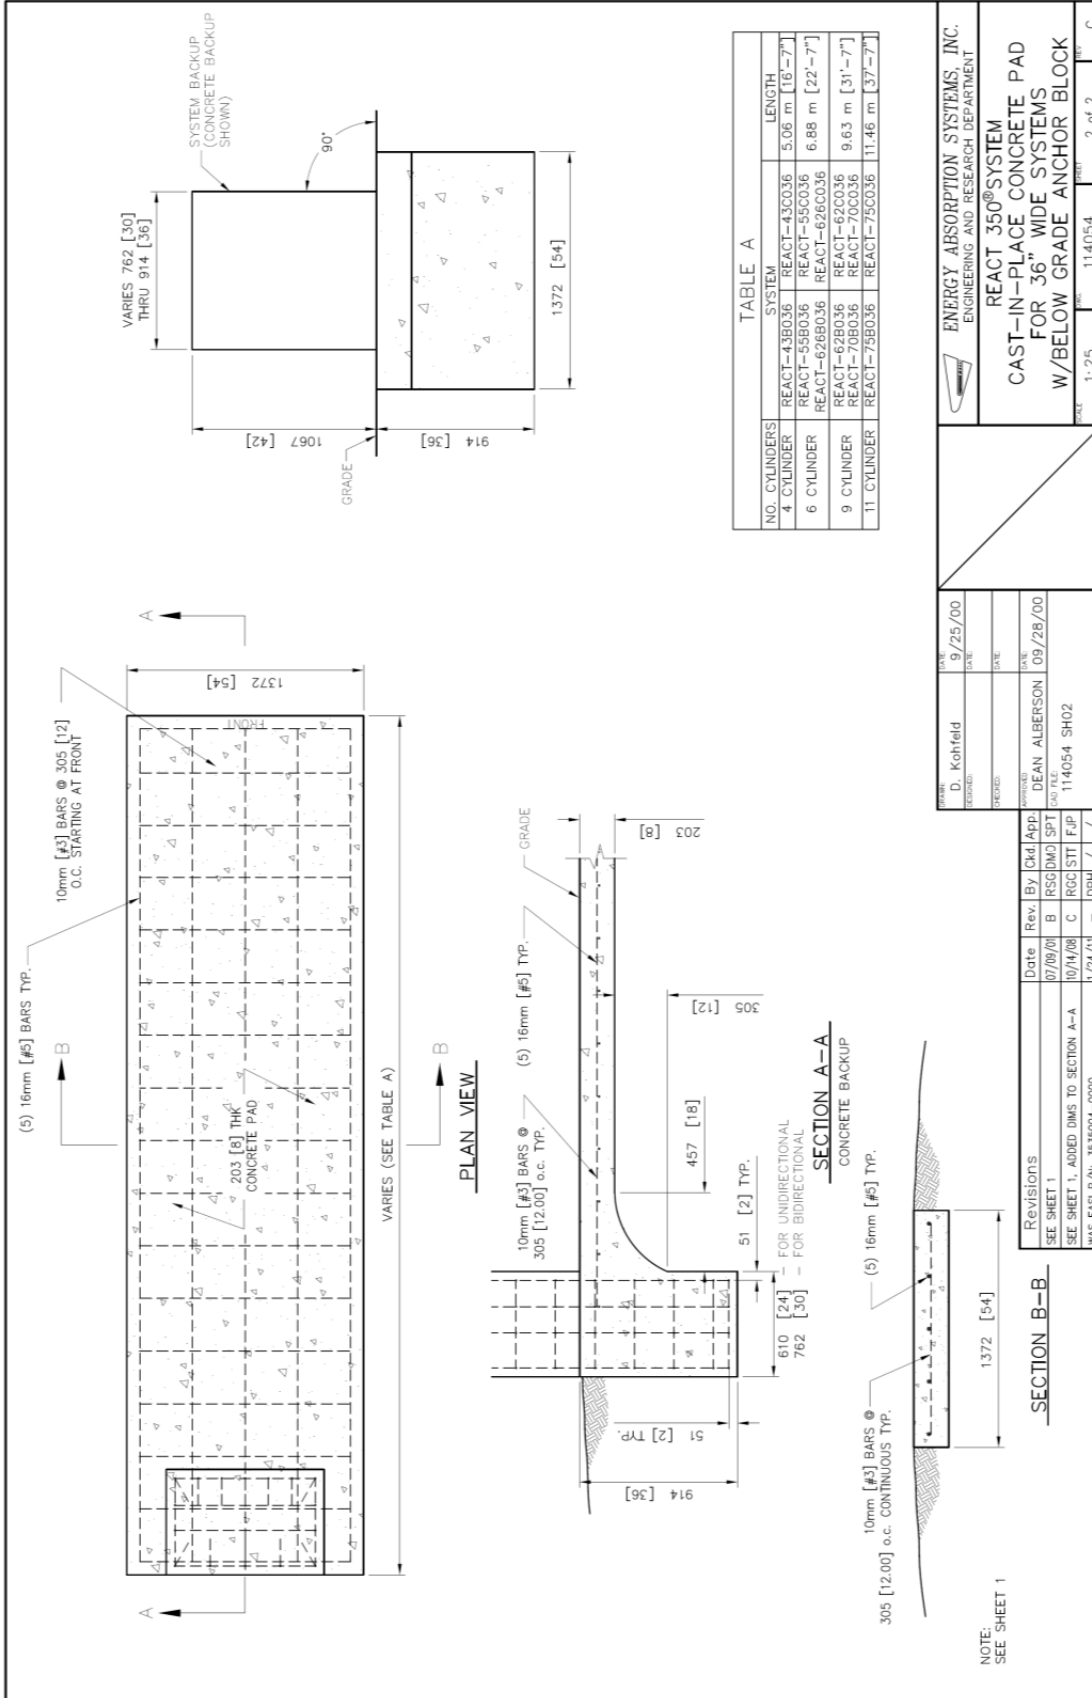 (5) 16mm [#5] BARS TYP.
10mm [#3] BARS @ 305 [12]
O.C. STARTING AT FRONT
A
A
B
B
FRONT
203 [8] THK
CONCRETE PAD
1372 [54]
VARIES (SEE TABLE A)
PLAN VIEW
VARIES 762 [30]
THRU 914 [36]
SYSTEM BACKUP
(CONCRETE BACKUP
SHOWN)
90°
1067 [42]
GRADE
914 [36]
1372 [54]
10mm [#3] BARS @
305 [12.00] o.c. TYP.
(5) 16mm [#5] TYP.
GRADE
203 [8]
305 [12]
457 [18]
51 [2] TYP.
610 [24] - FOR UNIDIRECTIONAL
762 [30] - FOR BIDIRECTIONAL
51 [2] TYP.
914 [36]
SECTION A-A
CONCRETE BACKUP
10mm [#3] BARS @
305 [12.00] o.c. CONTINUOUS TYP.
(5) 16mm [#5] TYP.
1372 [54]
SECTION B-B
NOTE:
SEE SHEET 1
TABLE A
NO. CYLINDERS SYSTEM LENGTH
4 CYLINDER REACT-43B036 REACT-43C036 5.06 m [16'-7"]
6 CYLINDER REACT-55B036 REACT-55C036 6.88 m [22'-7"]
REACT-626B036 REACT-626C036
9 CYLINDER REACT-62B036 REACT-62C036 9.63 m [31'-7"]
REACT-70B036 REACT-70C036
11 CYLINDER REACT-75B036 REACT-75C036 11.46 m [37'-7"]
Revisions Date Rev. By Ckd. App.
SEE SHEET 1 07/09/01 B RSG DMO SPT
SEE SHEET 1, ADDED DIMS TO SECTION A-A 10/14/08 C RGC STT FJP
DRAWN: D. Kohfeld DATE: 9/25/00
DESIGNED: DATE:
CHECKED: DATE:
APPROVED: DEAN ALBERSON DATE: 09/28/00
CAD FILE: 114054 SH02
ENERGY ABSORPTION SYSTEMS, INC.
ENGINEERING AND RESEARCH DEPARTMENT
REACT 350® SYSTEM
CAST-IN-PLACE CONCRETE PAD
FOR 36" WIDE SYSTEMS
W/BELOW GRADE ANCHOR BLOCK
SCALE 1:25 DWG. 114054 SHEET 2 of 2 REV C